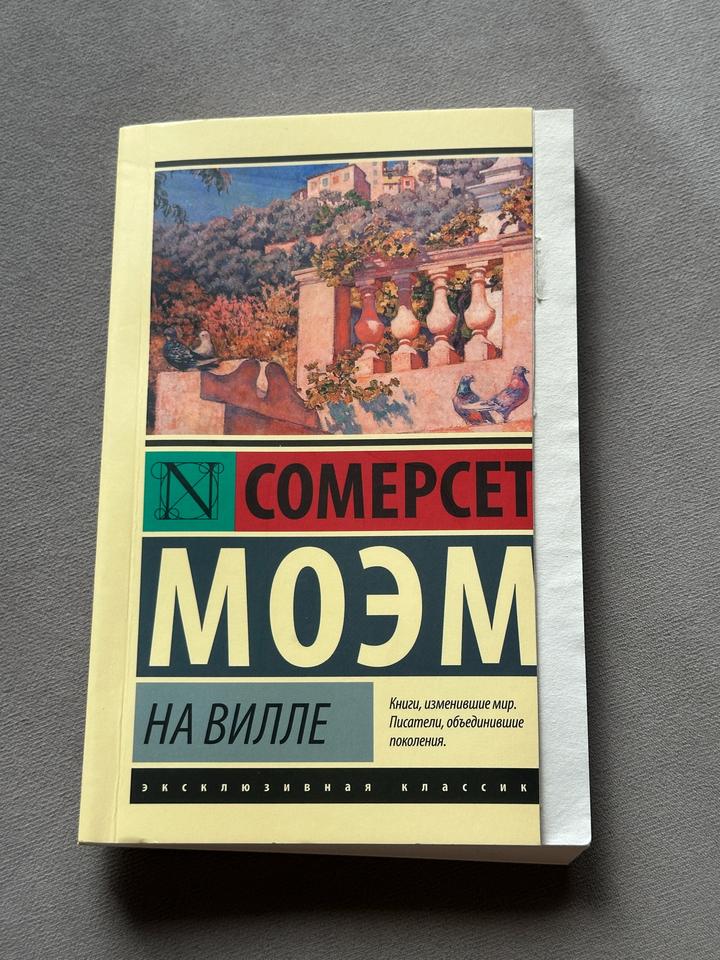 N СОМЕРСЕТ
МОЭМ
НА ВИЛЛЕ
Книги, изменившие мир.
Писатели, объединившие
поколения.
эксклюзивная классик